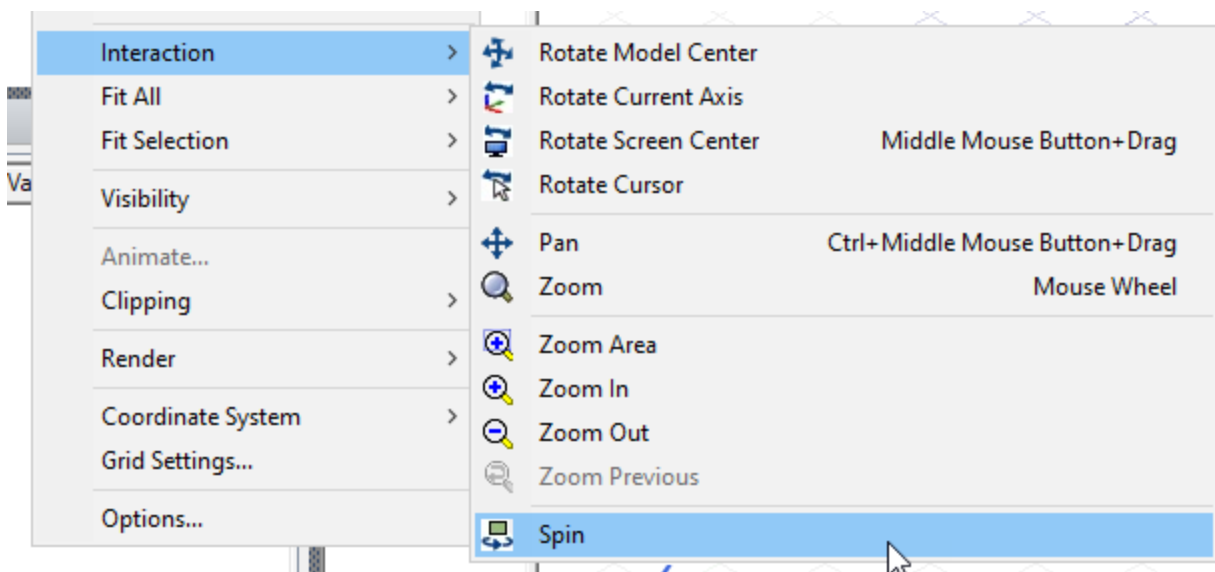 Interaction
Fit All
Fit Selection
Visibility
Animate...
Clipping
Render
Coordinate System
Grid Settings...
Options...
Rotate Model Center
Rotate Current Axis
Rotate Screen Center Middle Mouse Button+Drag
Rotate Cursor
Pan Ctrl+Middle Mouse Button+Drag
Zoom Mouse Wheel
Zoom Area
Zoom In
Zoom Out
Zoom Previous
Spin
Va